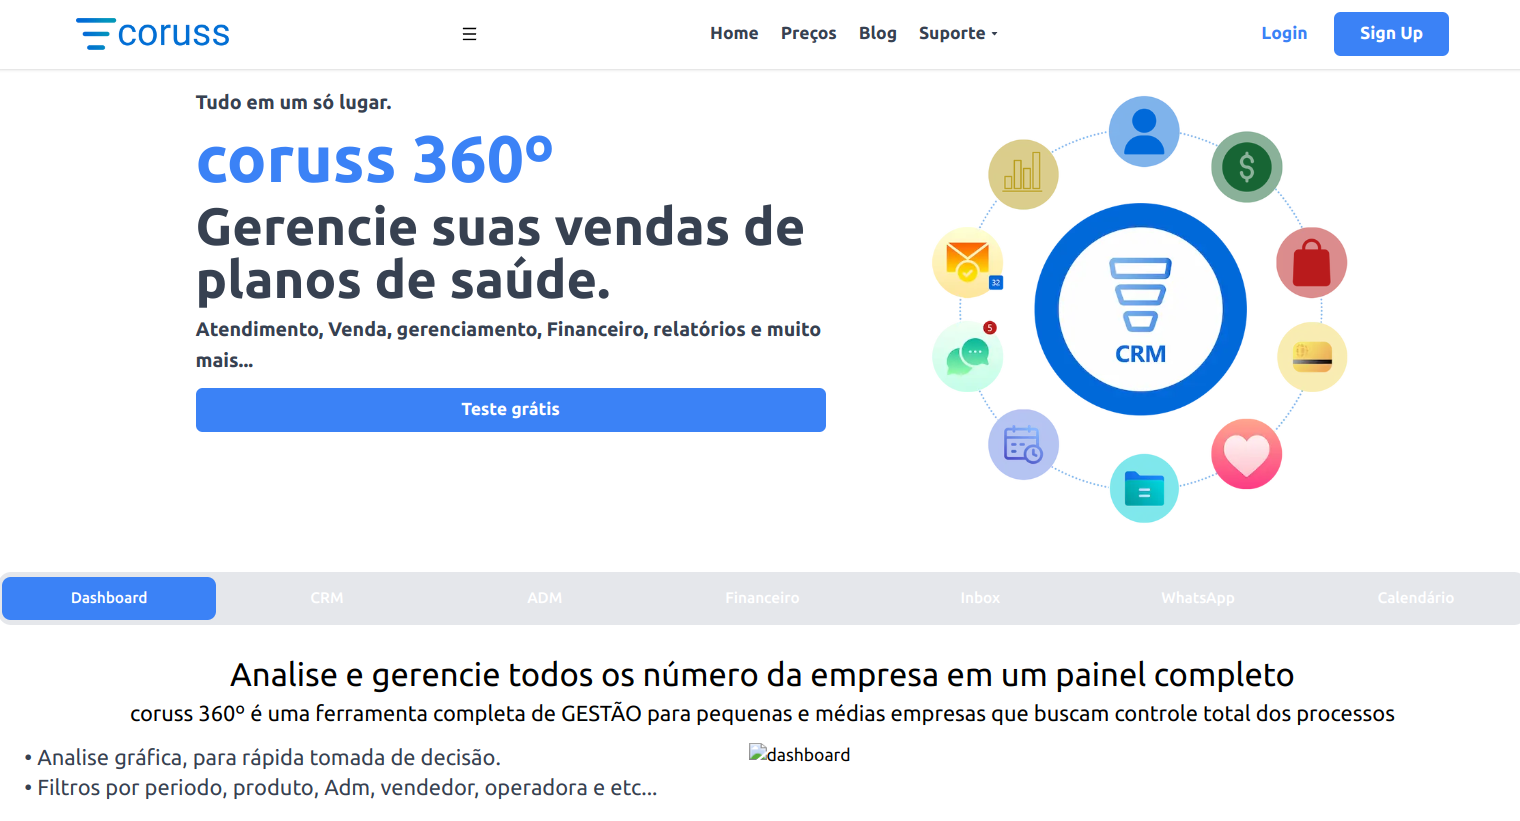 coruss
Home Preços Blog Suporte
Login Sign Up
Tudo em um só lugar.
coruss 360º
Gerencie suas vendas de
planos de saúde.
Atendimento, Venda, gerenciamento, Financeiro, relatórios e muito
mais...
Teste grátis
32
5
CRM
Dashboard CRM ADM Financeiro Inbox WhatsApp Calendário
Analise e gerencie todos os número da empresa em um painel completo
coruss 360º é uma ferramenta completa de GESTÃO para pequenas e médias empresas que buscam controle total dos processos
• Analise gráfica, para rápida tomada de decisão.
• Filtros por periodo, produto, Adm, vendedor, operadora e etc...
dashboard